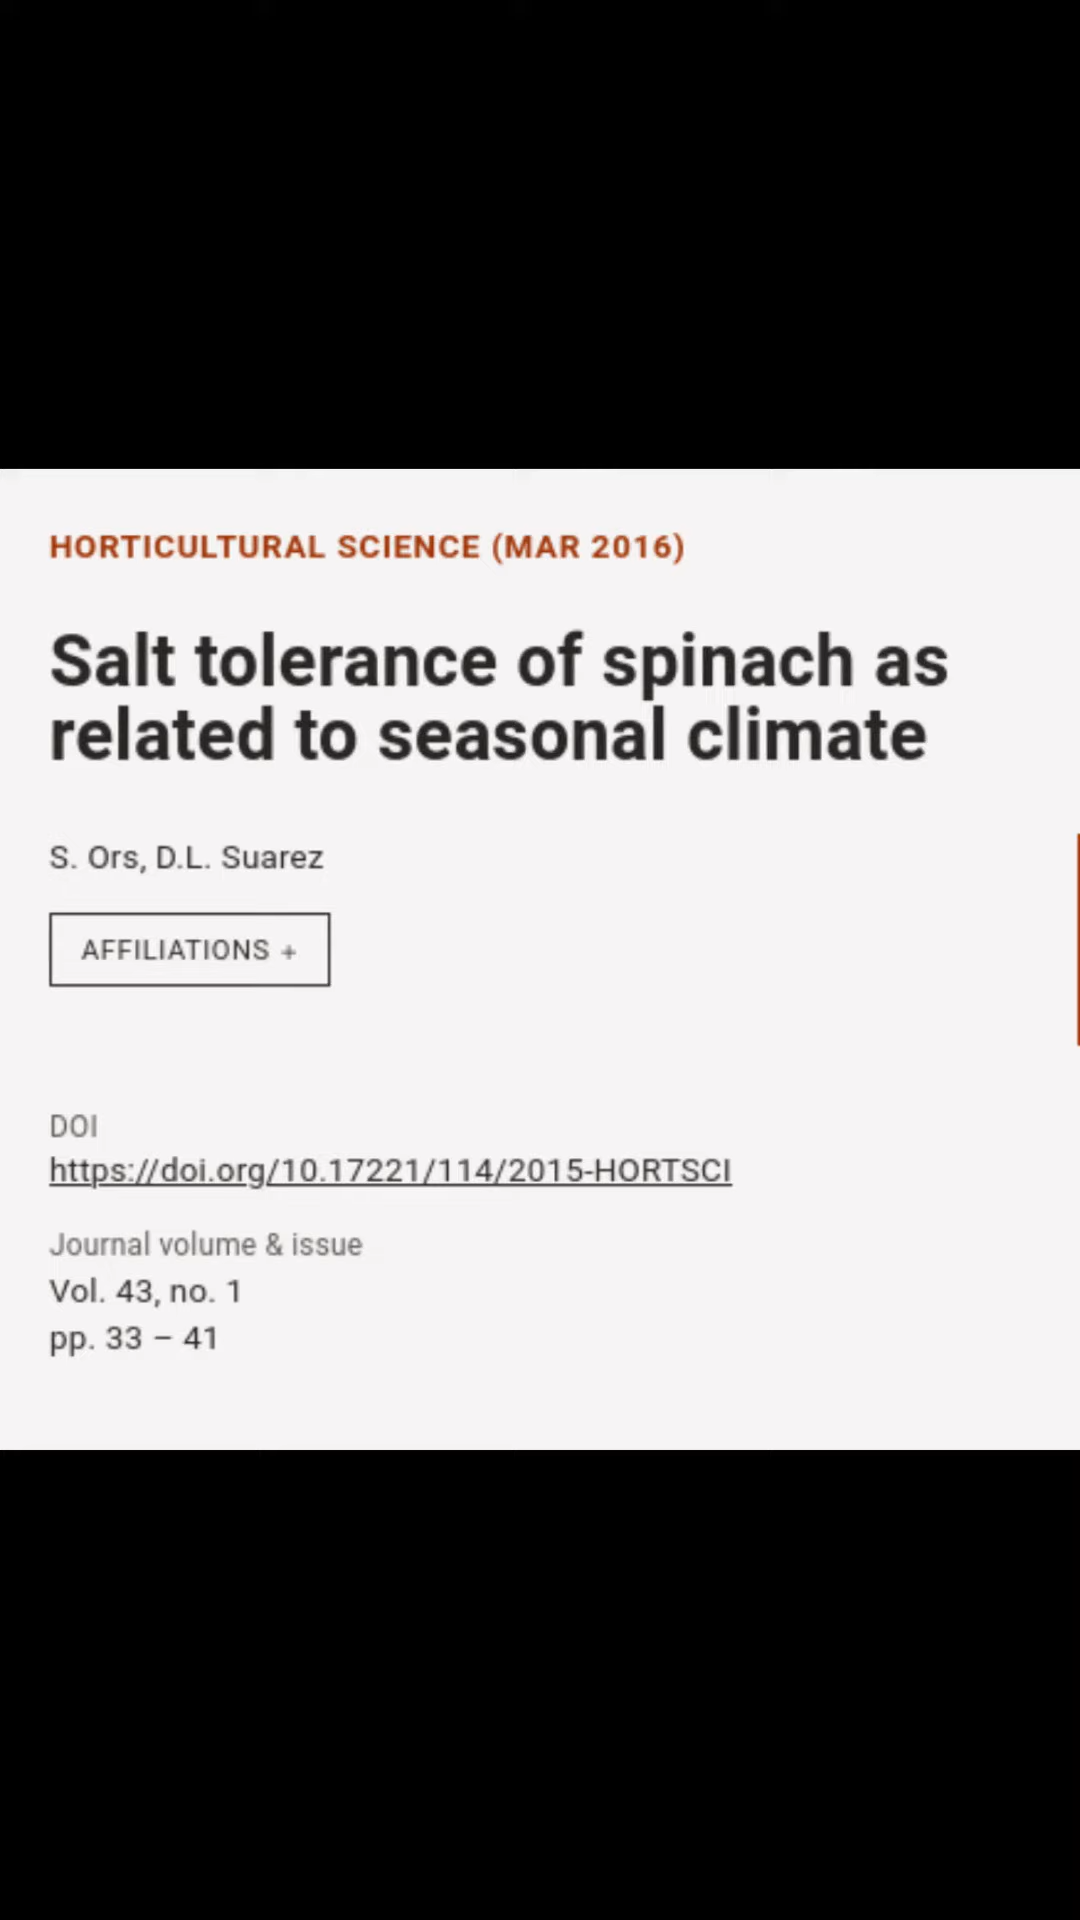 HORTICULTURAL SCIENCE (MAR 2016)
Salt tolerance of spinach as
related to seasonal climate
S. Ors, D.L. Suarez
AFFILIATIONS +
DOI
https://doi.org/10.17221/114/2015-HORTSCI
Journal volume & issue
Vol. 43, no. 1
pp. 33 – 41